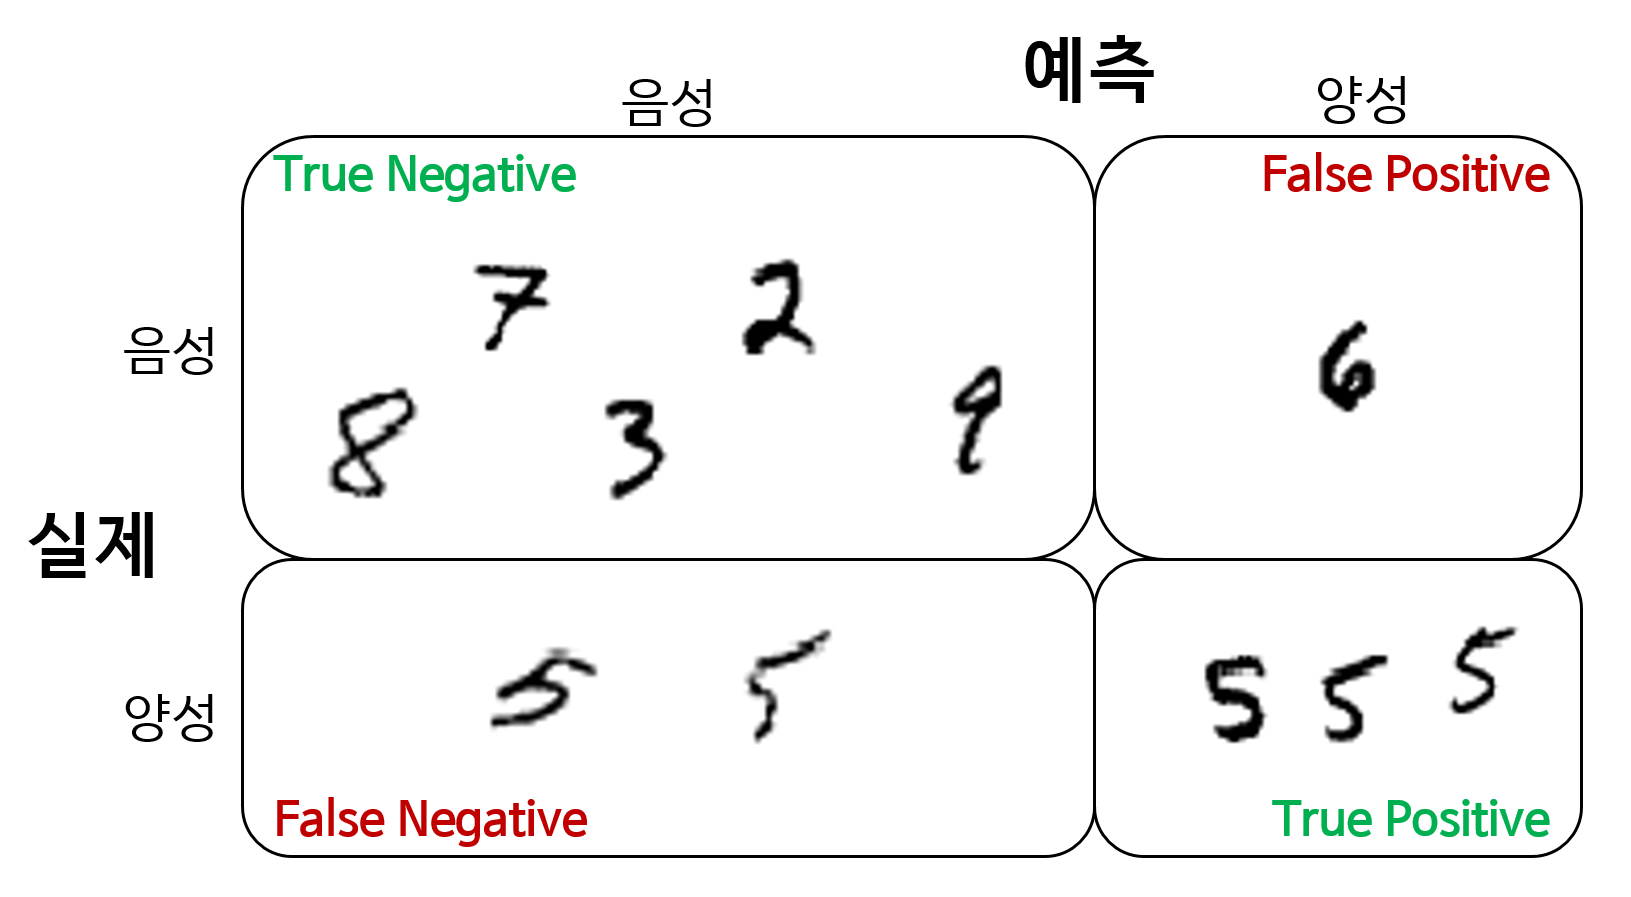 예측
음성 양성
True Negative False Positive
7 2
6
음성
8 3 9
실제
5 5 5 5 5
양성
False Negative True Positive